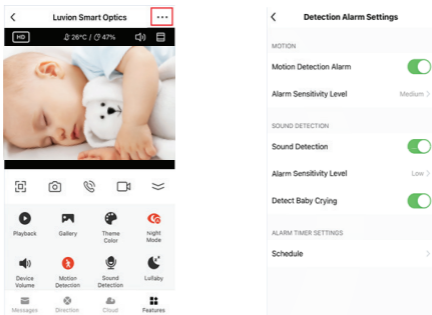 Luvion Smart Optics
HD 26°C / 47%
Playback Gallery Theme Color Night Mode
Device Volume Motion Detection Sound Detection Lullaby
Messages Direction Cloud Features
Detection Alarm Settings
MOTION
Motion Detection Alarm
Alarm Sensitivity Level Medium
SOUND DETECTION
Sound Detection
Alarm Sensitivity Level Low
Detect Baby Crying
ALARM TIMER SETTINGS
Schedule